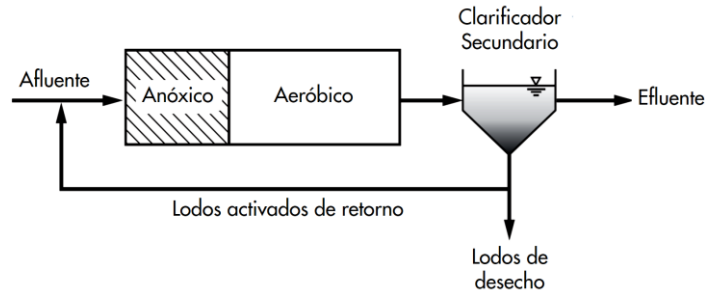 Clarificador
Secundario
Afluente
Anóxico
Aeróbico
Efluente
Lodos activados de retorno
Lodos de
desecho